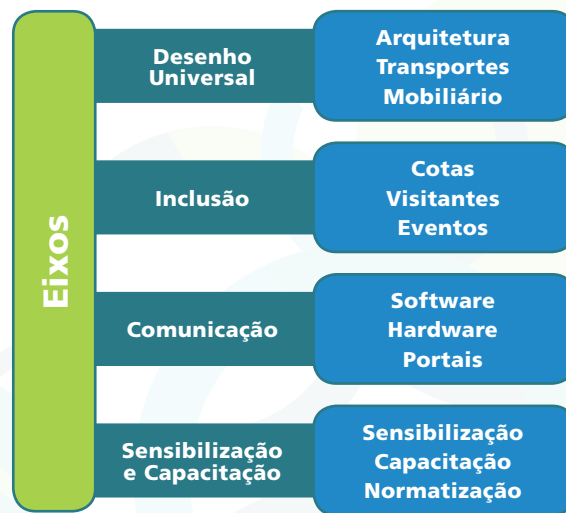 Eixos
Desenho
Universal
Arquitetura
Transportes
Mobiliário
Inclusão
Cotas
Visitantes
Eventos
Comunicação
Software
Hardware
Portais
Sensibilização
e Capacitação
Sensibilização
Capacitação
Normatização